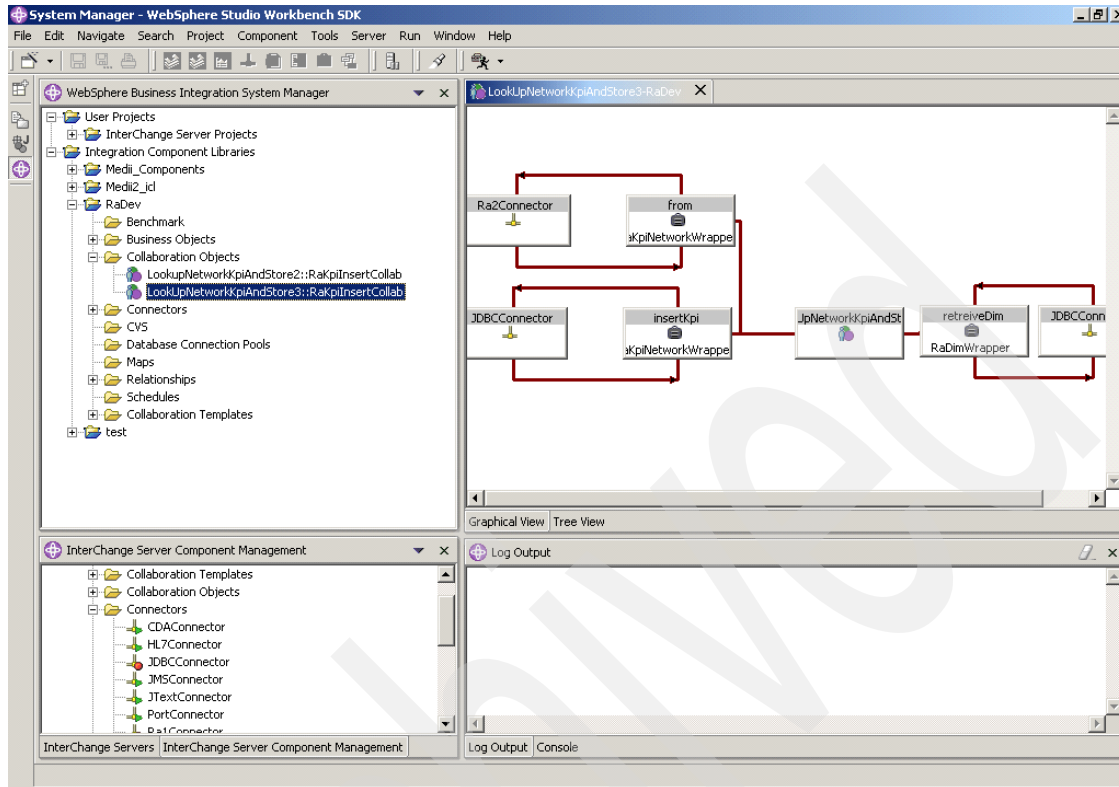 System Manager - WebSphere Studio Workbench SDK
File Edit Navigate Search Project Component Tools Server Run Window Help
WebSphere Business Integration System Manager
User Projects
InterChange Server Projects
Integration Component Libraries
Medii_Components
Medii2_icl
RaDev
Benchmark
Business Objects
Collaboration Objects
LookupNetworkKpiAndStore2::RaKpiInsertCollab
LookUpNetworkKpiAndStore3::RaKpiInsertCollab
Connectors
CVS
Database Connection Pools
Maps
Relationships
Schedules
Collaboration Templates
test
LookUpNetworkKpiAndStore3-RaDev
Ra2Connector
from
aKpiNetworkWrappe
JDBCConnector
insertKpi
aKpiNetworkWrappe
UpNetworkKpiAndSt
retreiveDim
RaDimWrapper
JDBCConn
Graphical View Tree View
InterChange Server Component Management
Collaboration Templates
Collaboration Objects
Connectors
CDAConnector
HL7Connector
JDBCConnector
JMSConnector
JTextConnector
PortConnector
Ra1Connector
InterChange Servers InterChange Server Component Management
Log Output
Log Output Console